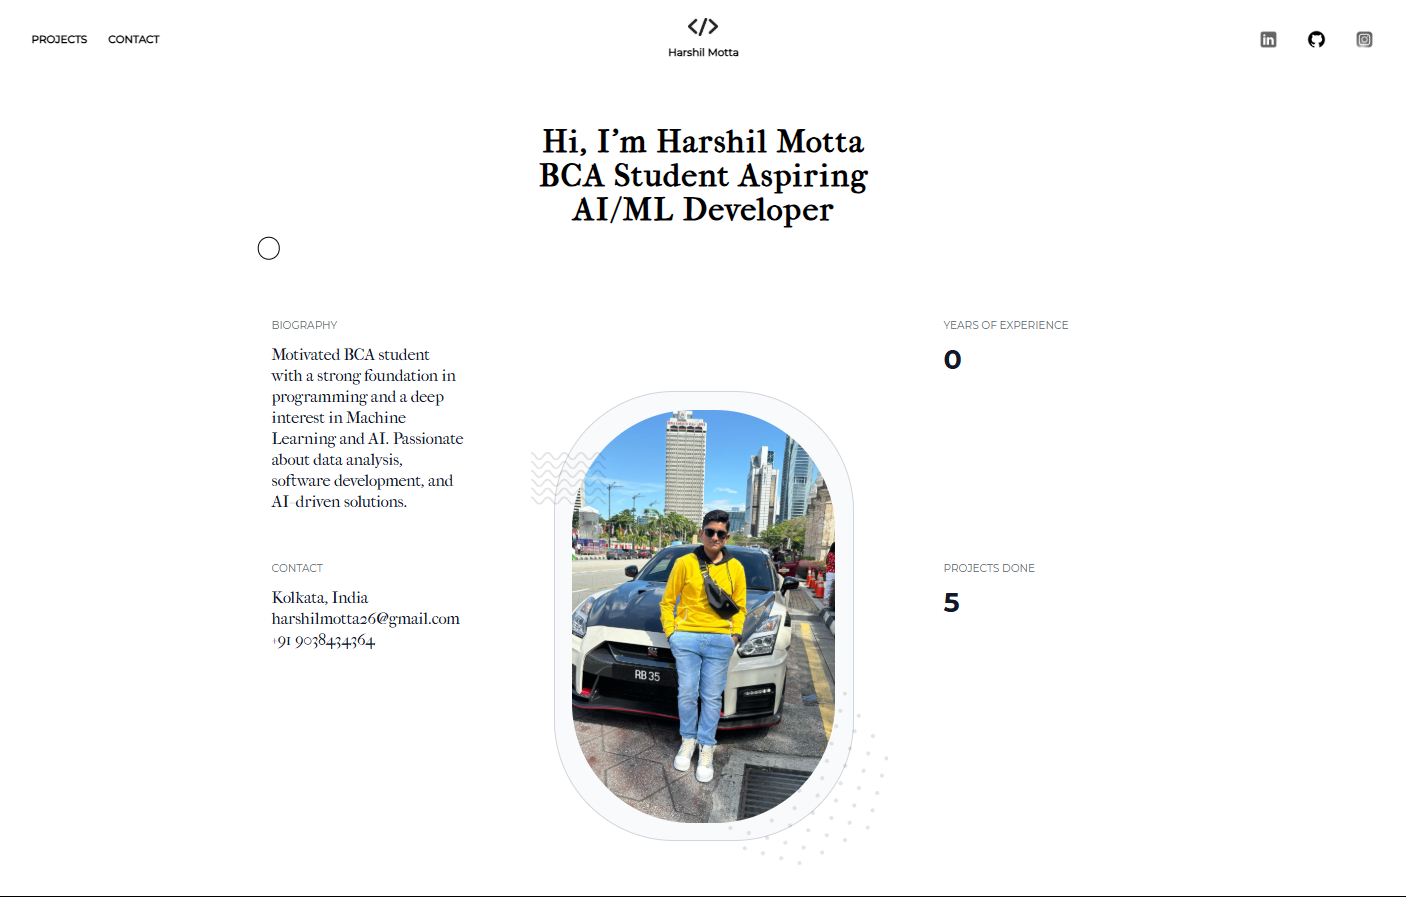 PROJECTS CONTACT
</>
Harshil Motta
Hi, I'm Harshil Motta
BCA Student Aspiring
AI/ML Developer
BIOGRAPHY
Motivated BCA student
with a strong foundation in
programming and a deep
interest in Machine
Learning and AI. Passionate
about data analysis,
software development, and
AI-driven solutions.
CONTACT
Kolkata, India
harshilmotta26@gmail.com
+91 9038434364
RB 35
YEARS OF EXPERIENCE
0
PROJECTS DONE
5